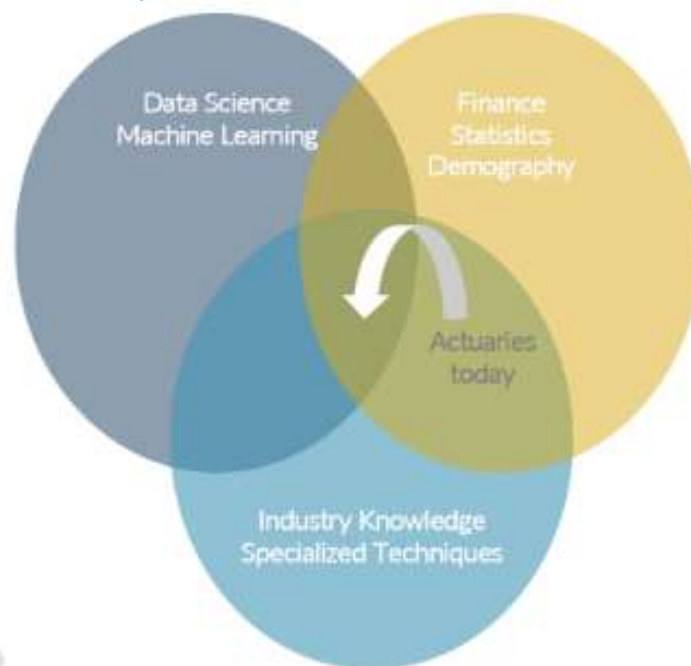 Data Science
Machine Learning
Finance
Statistics
Demography
Actuaries
today
Industry Knowledge
Specialized Techniques